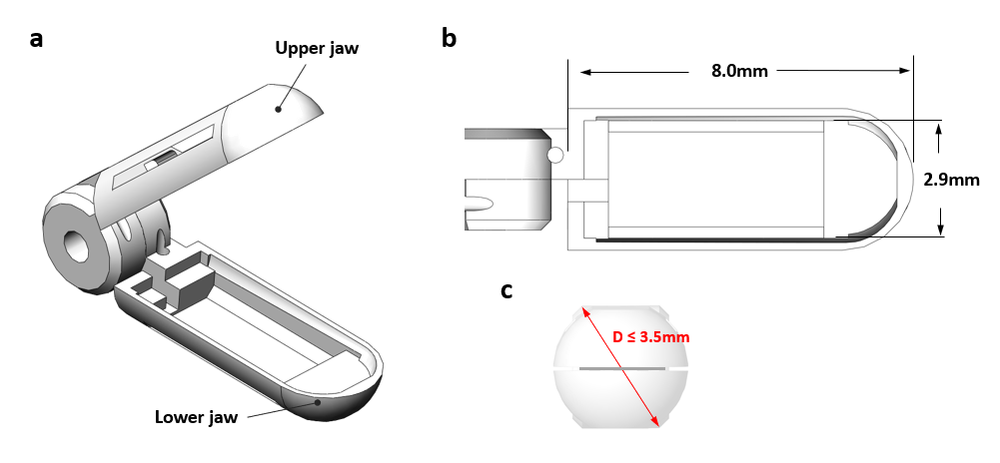 a
Upper jaw
Lower jaw
b
8.0mm
2.9mm
c
D ≤ 3.5mm